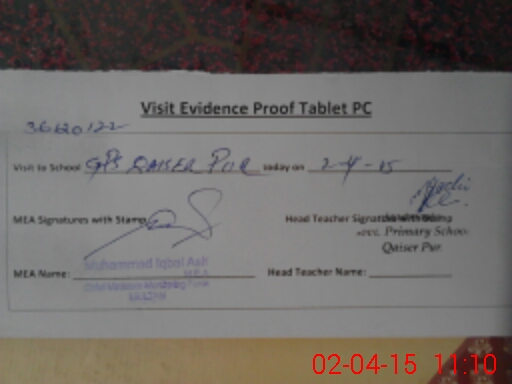 Visit Evidence Proof Tablet PC
36620122
Visit to School GPS QAISER PUR today on 2-4-15
MEA Signatures with Stamp
Head Teacher Signature with Stamp
Govt. Primary School
Qaiser Pur
Muhammad Iqbal Asif
M.E.A
MEA Name:
Head Teacher Name:
02-04-15 11:10